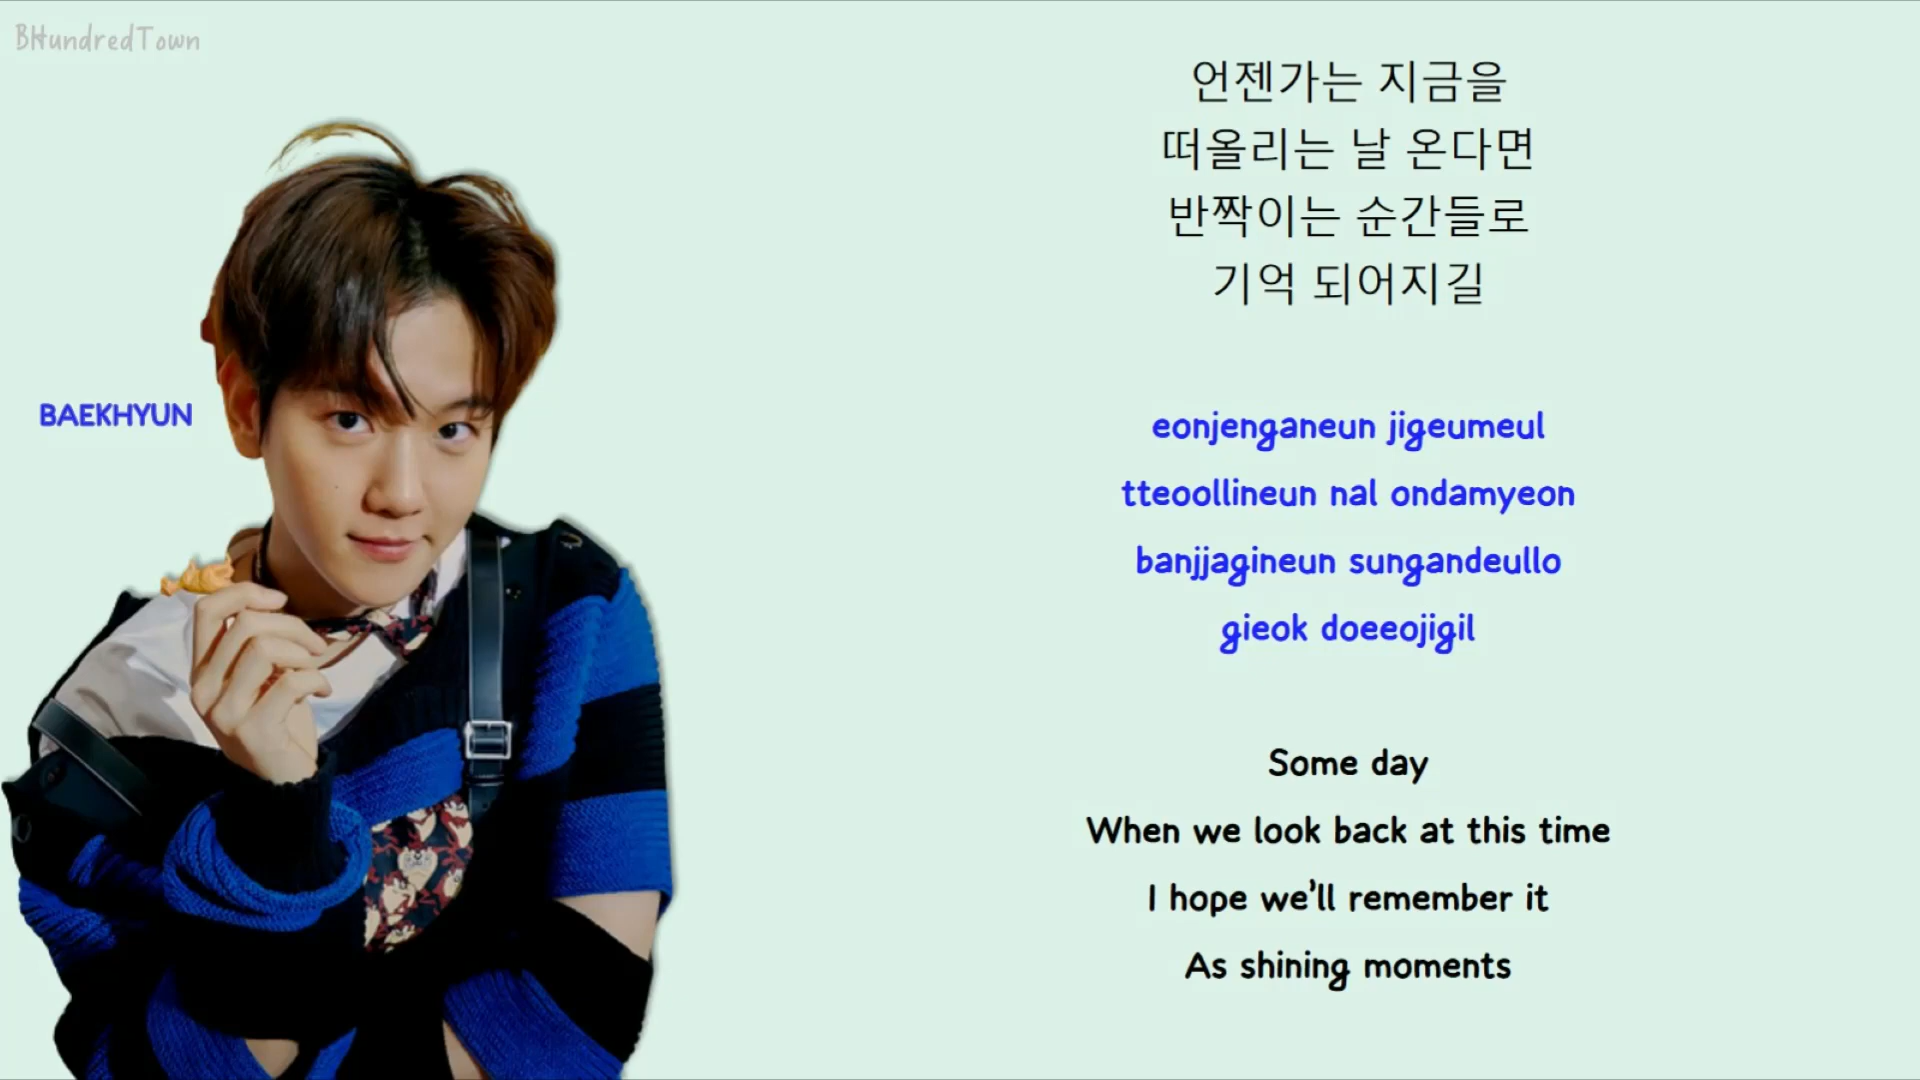 BHundredTown
언젠가는 지금을
떠올리는 날 온다면
반짝이는 순간들로
기억 되어지길
BAEKHYUN
eonjenganeun jigeumeul
tteoollineun nal ondamyeon
banjjagineun sungandeullo
gieok doeeojigil
Some day
When we look back at this time
I hope we'll remember it
As shining moments